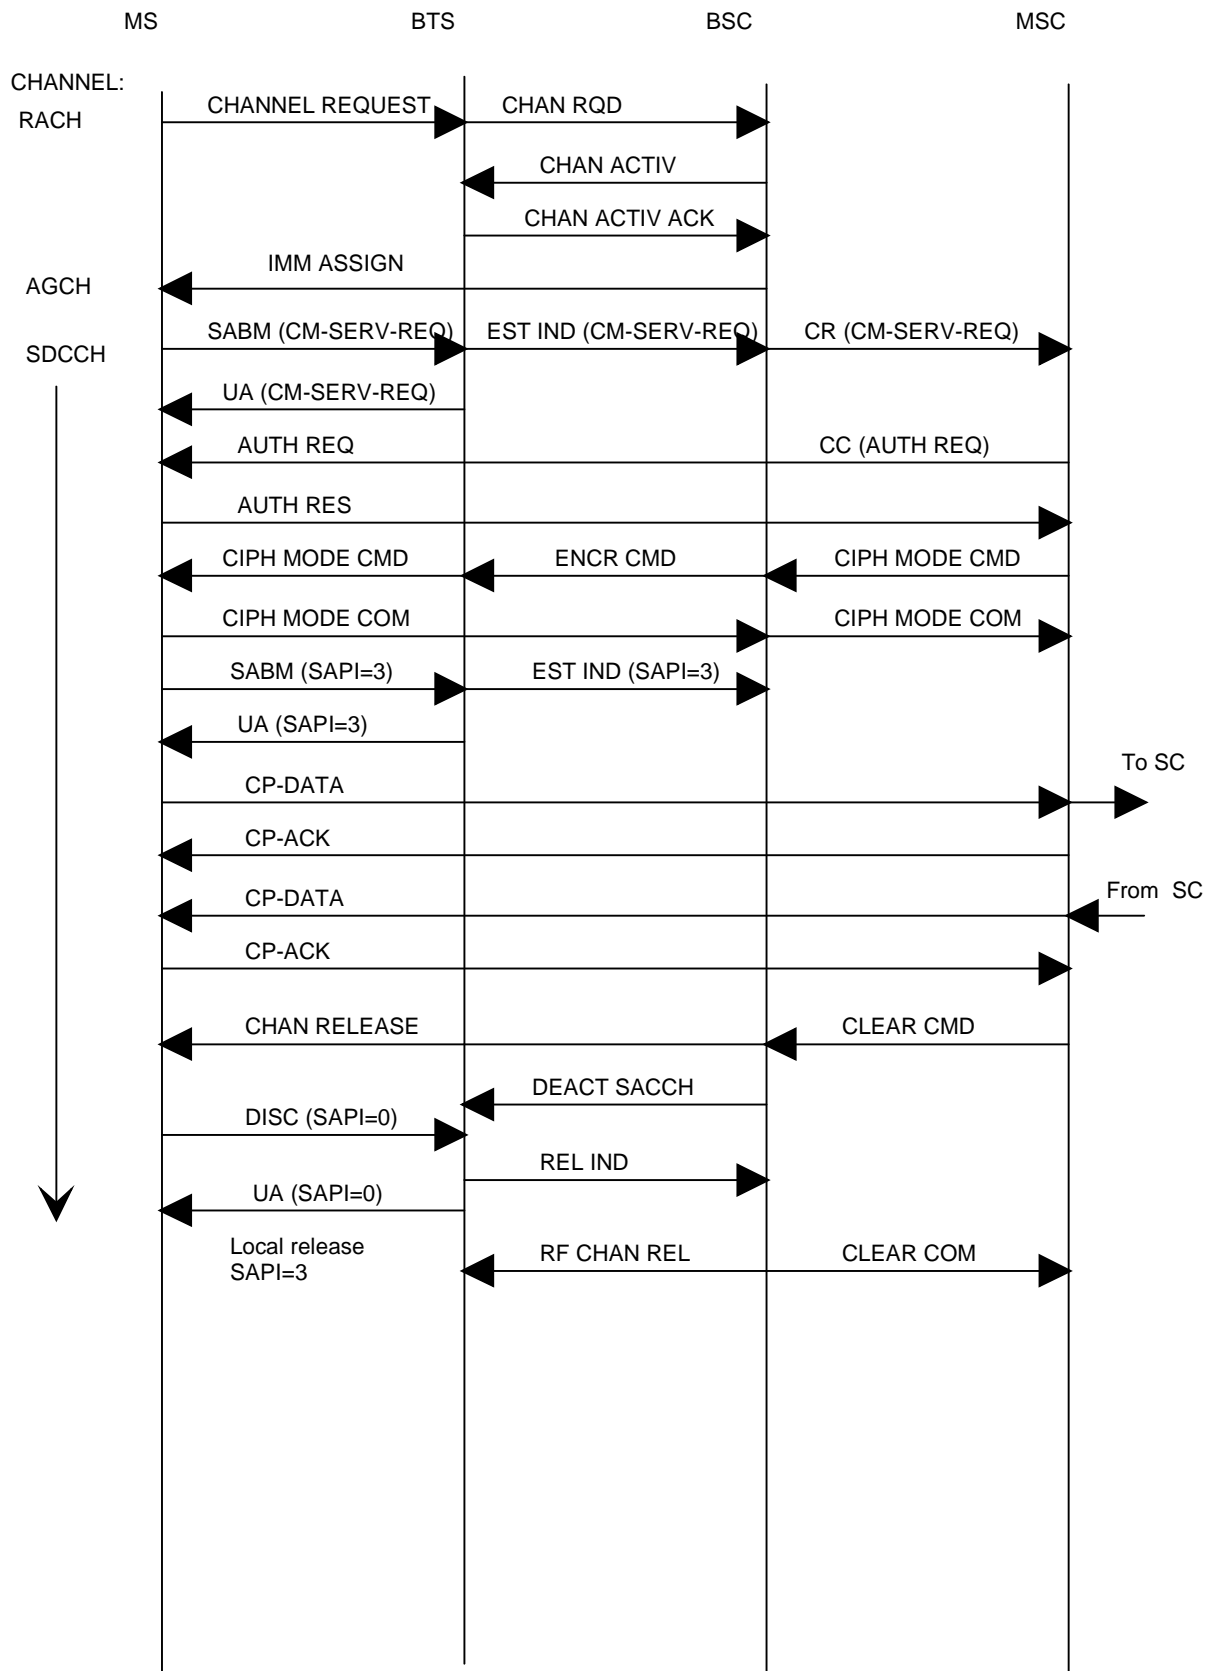 MS BTS BSC MSC
CHANNEL:
RACH CHANNEL REQUEST CHAN RQD
CHAN ACTIV
CHAN ACTIV ACK
AGCH IMM ASSIGN
SDCCH SABM (CM-SERV-REQ) EST IND (CM-SERV-REQ) CR (CM-SERV-REQ)
UA (CM-SERV-REQ)
AUTH REQ CC (AUTH REQ)
AUTH RES
CIPH MODE CMD ENCR CMD CIPH MODE CMD
CIPH MODE COM CIPH MODE COM
SABM (SAPI=3) EST IND (SAPI=3)
UA (SAPI=3)
To SC
CP-DATA
CP-ACK
CP-DATA From SC
CP-ACK
CHAN RELEASE CLEAR CMD
DEACT SACCH
DISC (SAPI=0)
REL IND
UA (SAPI=0)
Local release RF CHAN REL CLEAR COM
SAPI=3